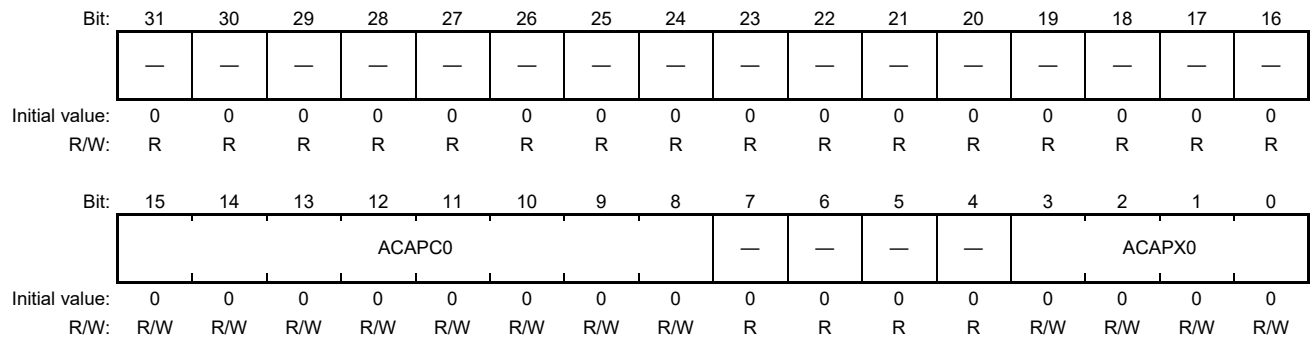 Bit: 31 30 29 28 27 26 25 24 23 22 21 20 19 18 17 16
— — — — — — — — — — — — — — — —
Initial value: 0 0 0 0 0 0 0 0 0 0 0 0 0 0 0 0
R/W: R R R R R R R R R R R R R R R R
Bit: 15 14 13 12 11 10 9 8 7 6 5 4 3 2 1 0
ACAPC0 — — — — ACAPX0
Initial value: 0 0 0 0 0 0 0 0 0 0 0 0 0 0 0 0
R/W: R/W R/W R/W R/W R/W R/W R/W R/W R R R R R/W R/W R/W R/W